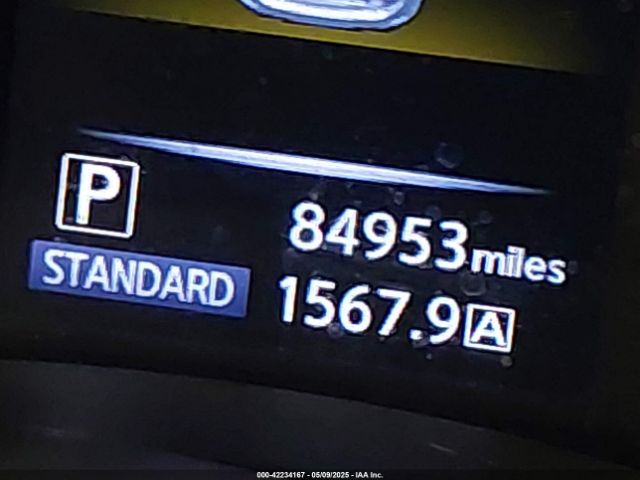 P
84953 miles
STANDARD
1567.9 A
000-42234167 - 05/09/2025 - IAA Inc.